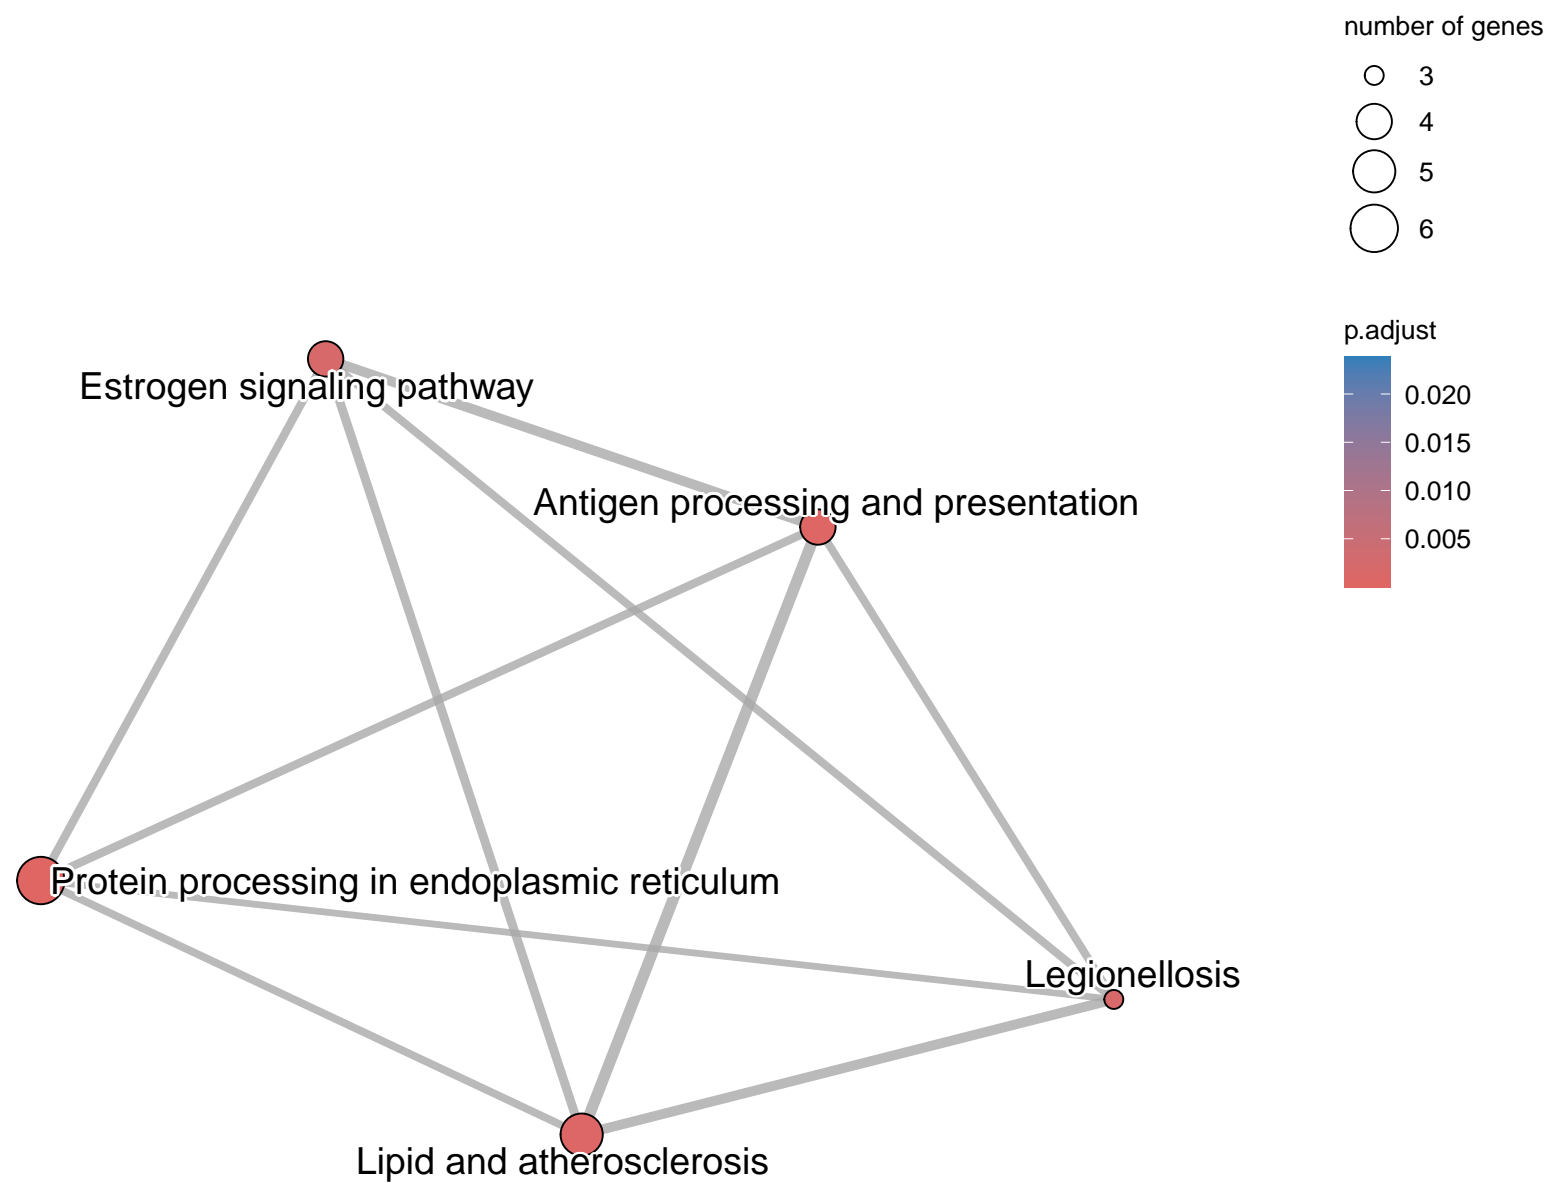 number of genes
3
4
5
6
p.adjust
0.020
0.015
0.010
0.005
Estrogen signaling pathway
Antigen processing and presentation
Protein processing in endoplasmic reticulum
Legionellosis
Lipid and atherosclerosis